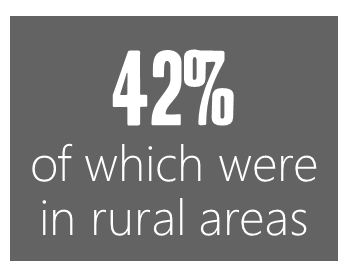 42%
of which were
in rural areas